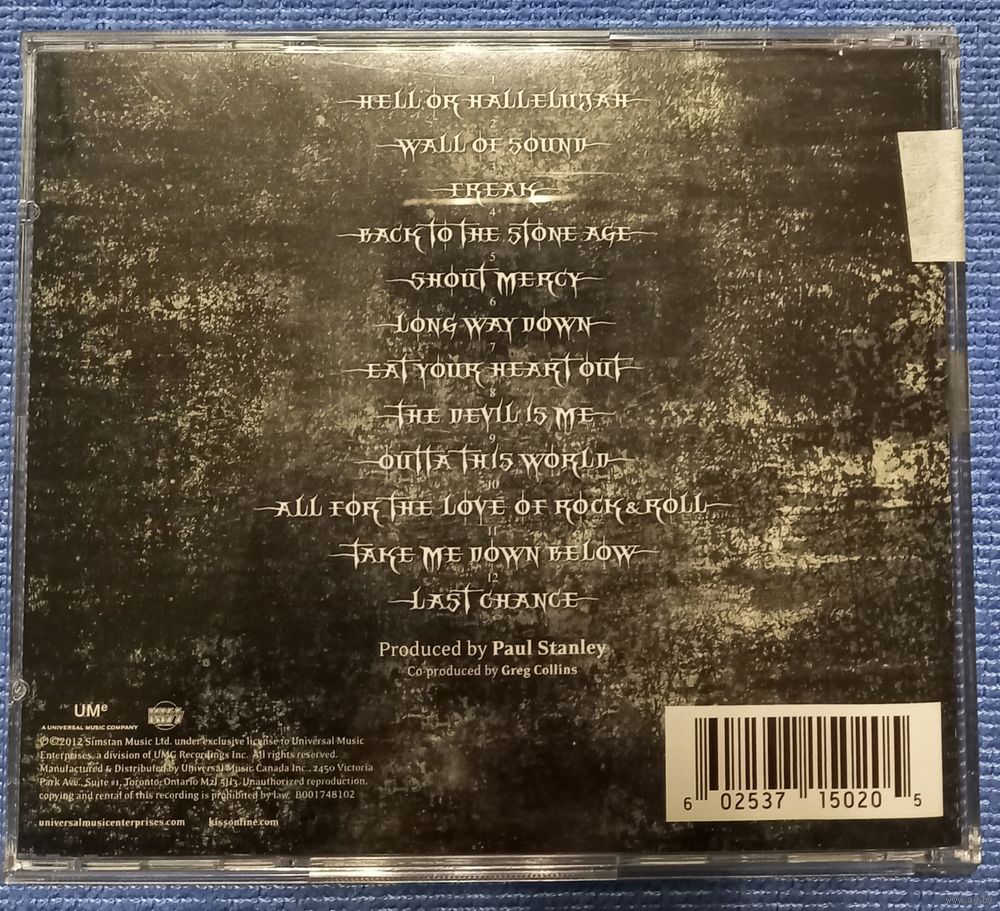 1
HELL OR HALLELUJAH
2
WALL OF SOUND
3
FREAK
4
BACK TO THE STONE AGE
5
SHOUT MERCY
6
LONG WAY DOWN
7
EAT YOUR HEART OUT
8
THE DEVIL IS ME
9
OUTTA THIS WORLD
10
ALL FOR THE LOVE OF ROCK & ROLL
11
TAKE ME DOWN BELOW
12
LAST CHANCE
Produced by Paul Stanley
Co-produced by Greg Collins
UMe
A UNIVERSAL MUSIC COMPANY
KISS
℗©2012 Simstan Music Ltd. under exclusive license to Universal Music
Enterprises, a division of UMG Recordings Inc. All rights reserved.
Manufactured & Distributed by Universal Music Canada Inc., 2450 Victoria
Park Ave., Suite #1, Toronto, Ontario M2J 5H3. Unauthorized reproduction,
copying and rental of this recording is prohibited by law. B001748102
universalmusicenterprises.com kissonline.com
6 02537 15020 5
www.ay.by